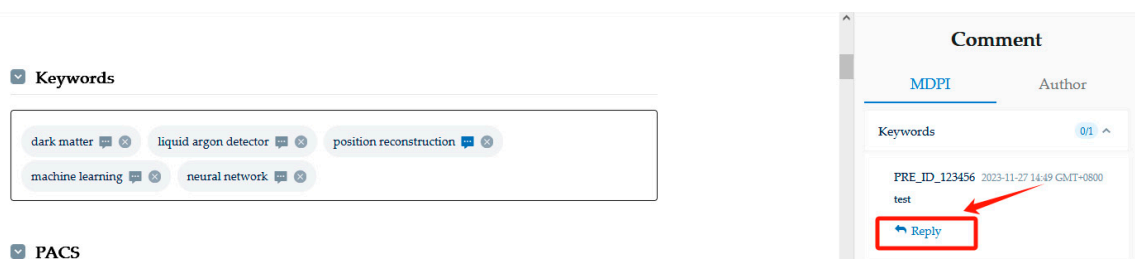 Keywords
dark matter liquid argon detector position reconstruction
machine learning neural network
PACS
Comment
MDPI Author
Keywords 0/1
PRE_ID_123456 2023-11-27 14:49 GMT+0800
test
Reply